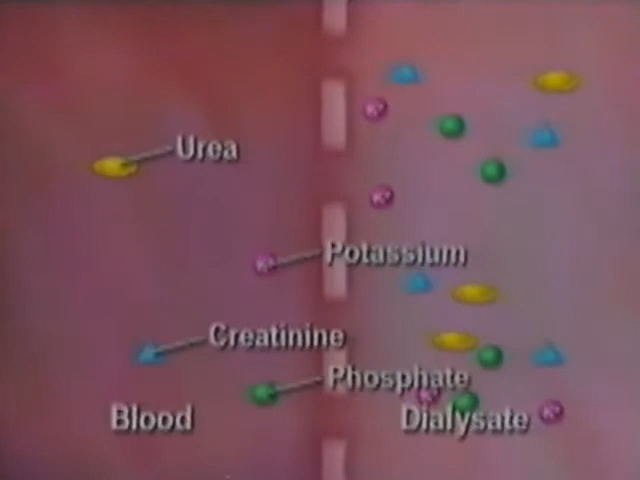 Urea
Potassium
Creatinine
Phosphate
Blood
Dialysate
K+
K+
K+
K+
K+